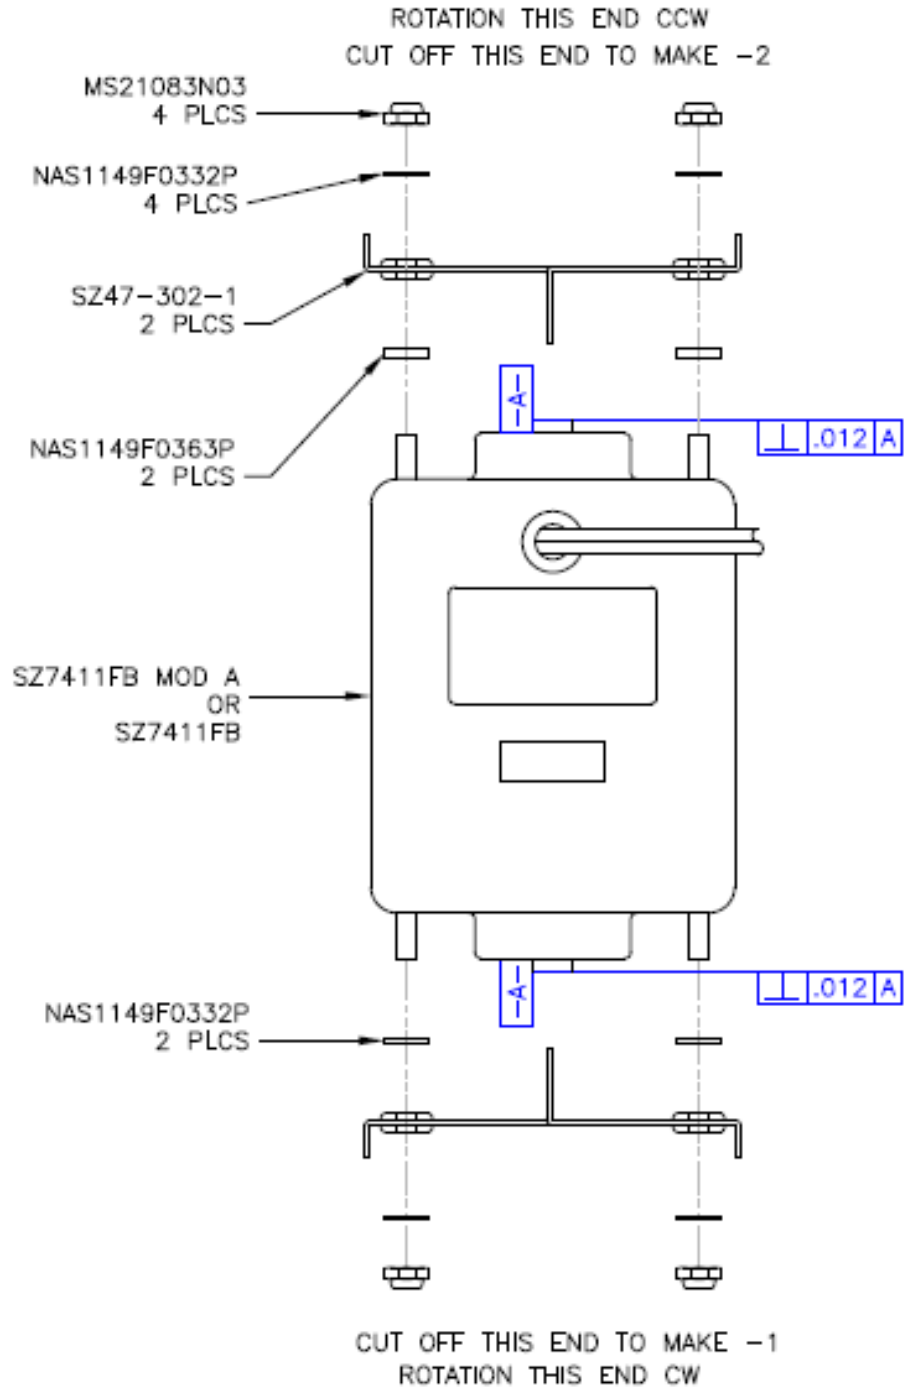 ROTATION THIS END CCW
CUT OFF THIS END TO MAKE -2
MS21083N03
4 PLCS
NAS1149F0332P
4 PLCS
SZ47-302-1
2 PLCS
-A-
.012 A
NAS1149F0363P
2 PLCS
SZ7411FB MOD A
OR
SZ7411FB
-A-
.012 A
NAS1149F0332P
2 PLCS
CUT OFF THIS END TO MAKE -1
ROTATION THIS END CW